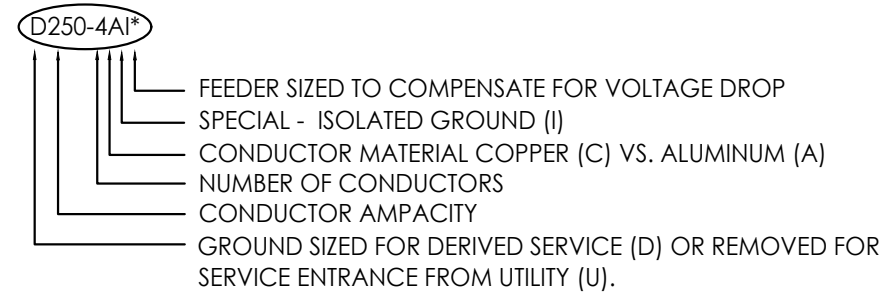 D250-4AI*
FEEDER SIZED TO COMPENSATE FOR VOLTAGE DROP
SPECIAL - ISOLATED GROUND (I)
CONDUCTOR MATERIAL COPPER (C) VS. ALUMINUM (A)
NUMBER OF CONDUCTORS
CONDUCTOR AMPACITY
GROUND SIZED FOR DERIVED SERVICE (D) OR REMOVED FOR
SERVICE ENTRANCE FROM UTILITY (U).